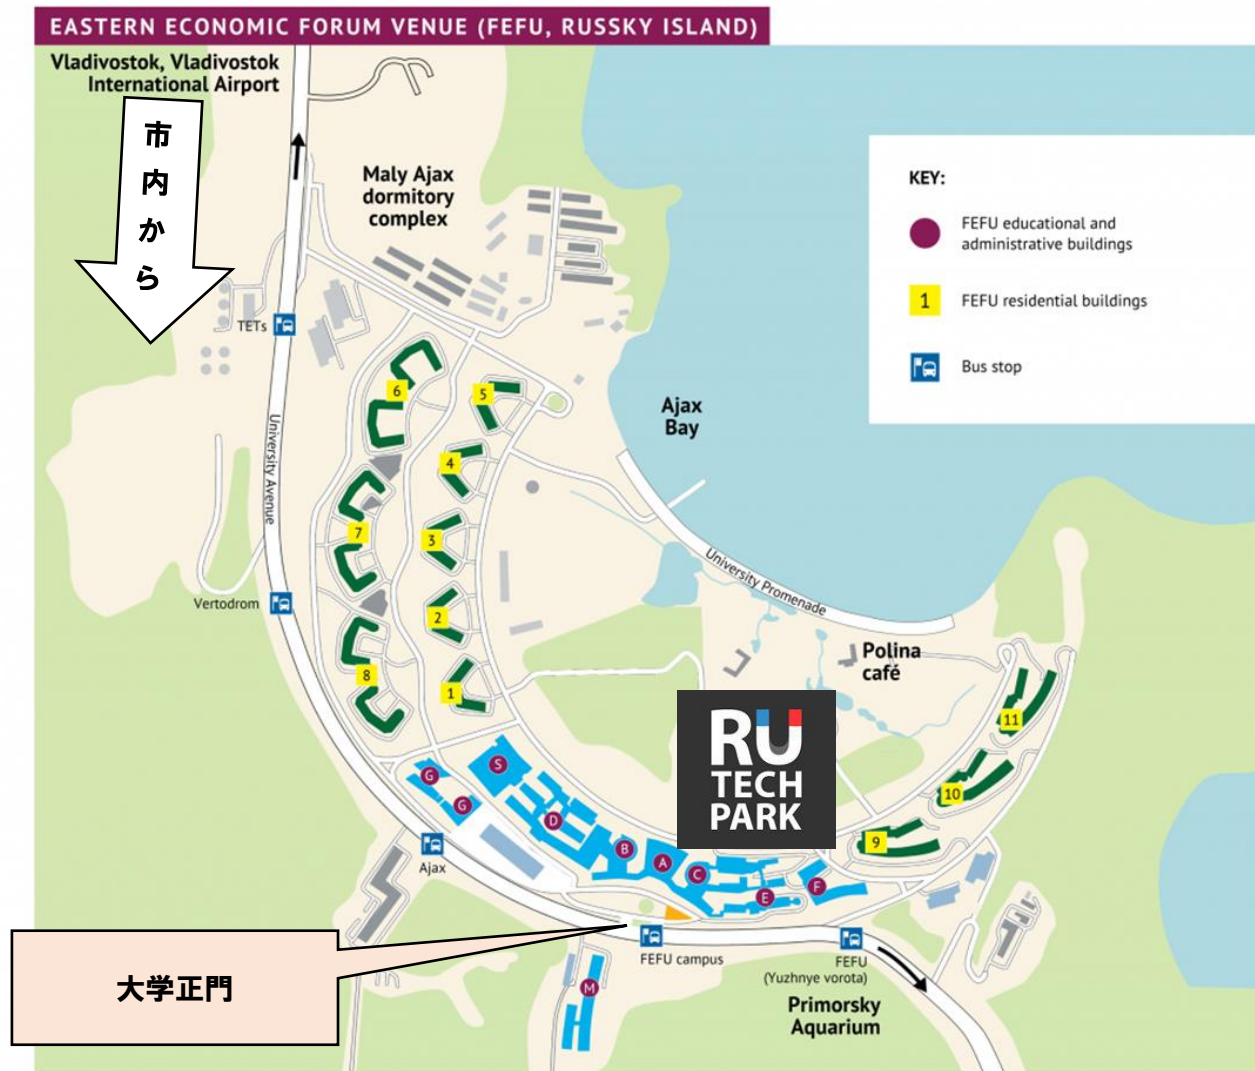 EASTERN ECONOMIC FORUM VENUE (FEFU, RUSSKY ISLAND)
Vladivostok, Vladivostok
International Airport
市
内
か
ら
Maly Ajax
dormitory
complex
KEY:
FEFU educational and
administrative buildings
1
FEFU residential buildings
Bus stop
TETs
6
5
Ajax
Bay
University Avenue
4
7
3
University Promenade
Vertodrom
2
Polina
café
8
1
11
RU
TECH
PARK
G
S
10
G
D
9
B
A
C
Ajax
F
E
FEFU campus
FEFU
(Yuzhnye vorota)
大学正門
M
Primorsky
Aquarium